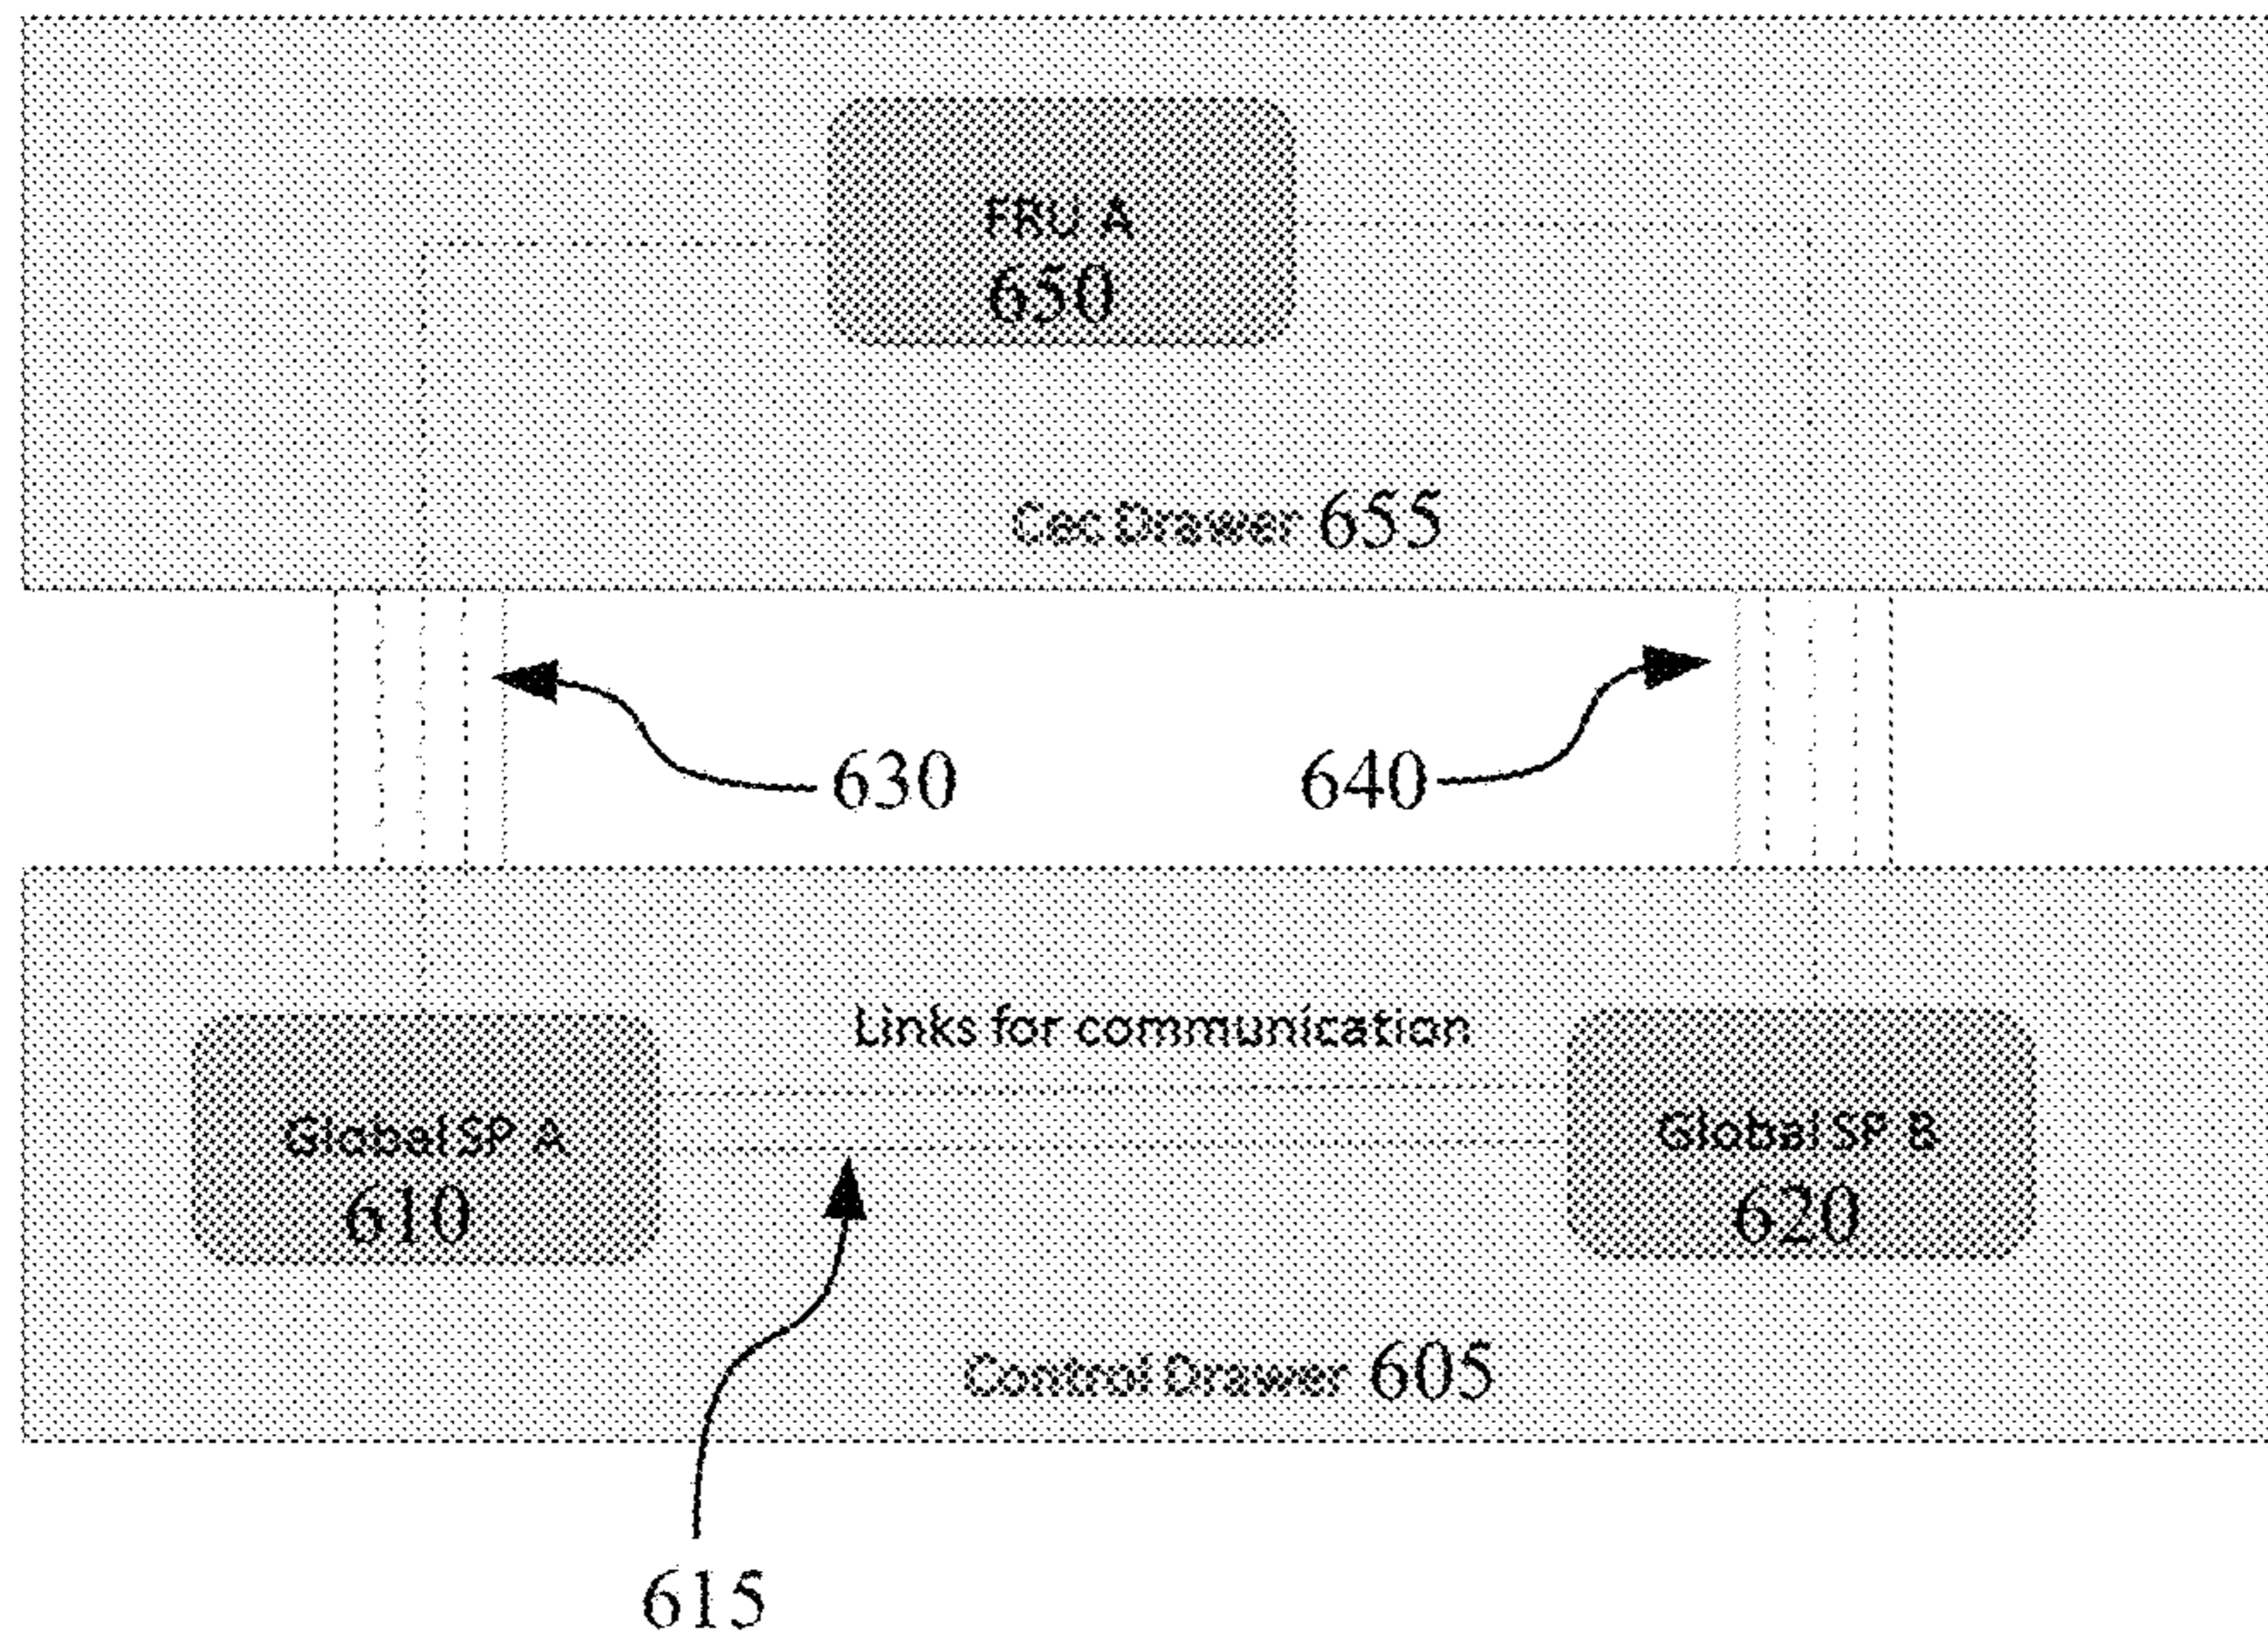 FRU A
650
Cec Drawer 655
630
640
Links for communication
Global SP A
610
Global SP B
620
Control Drawer 605
615